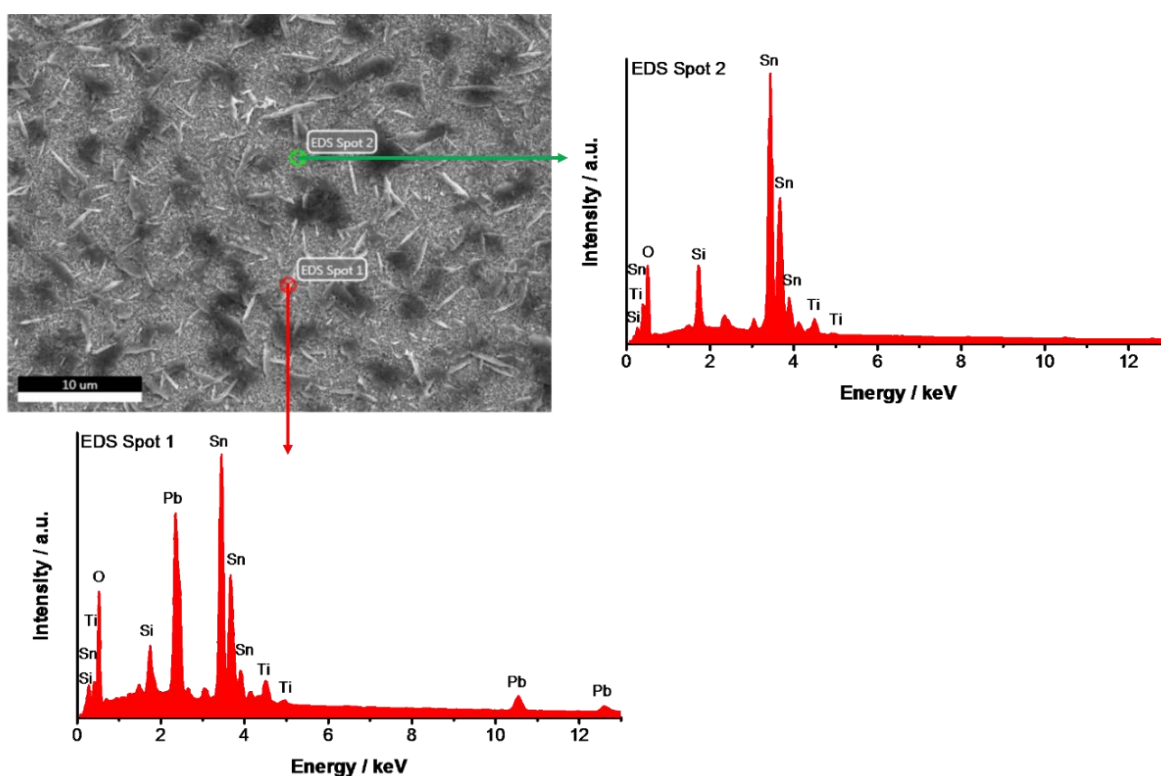 EDS Spot 2
EDS Spot 1
10 um
EDS Spot 2
Sn
Sn
O
Si
Sn
Sn
Ti
Ti
Ti
Si
0
2
4
6
8
10
12
Intensity / a.u.
Energy / keV
EDS Spot 1
Sn
Pb
Sn
O
Ti
Si
Sn
Sn
Ti
Si
Ti
Pb
Pb
0
2
4
6
8
10
12
Intensity / a.u.
Energy / keV